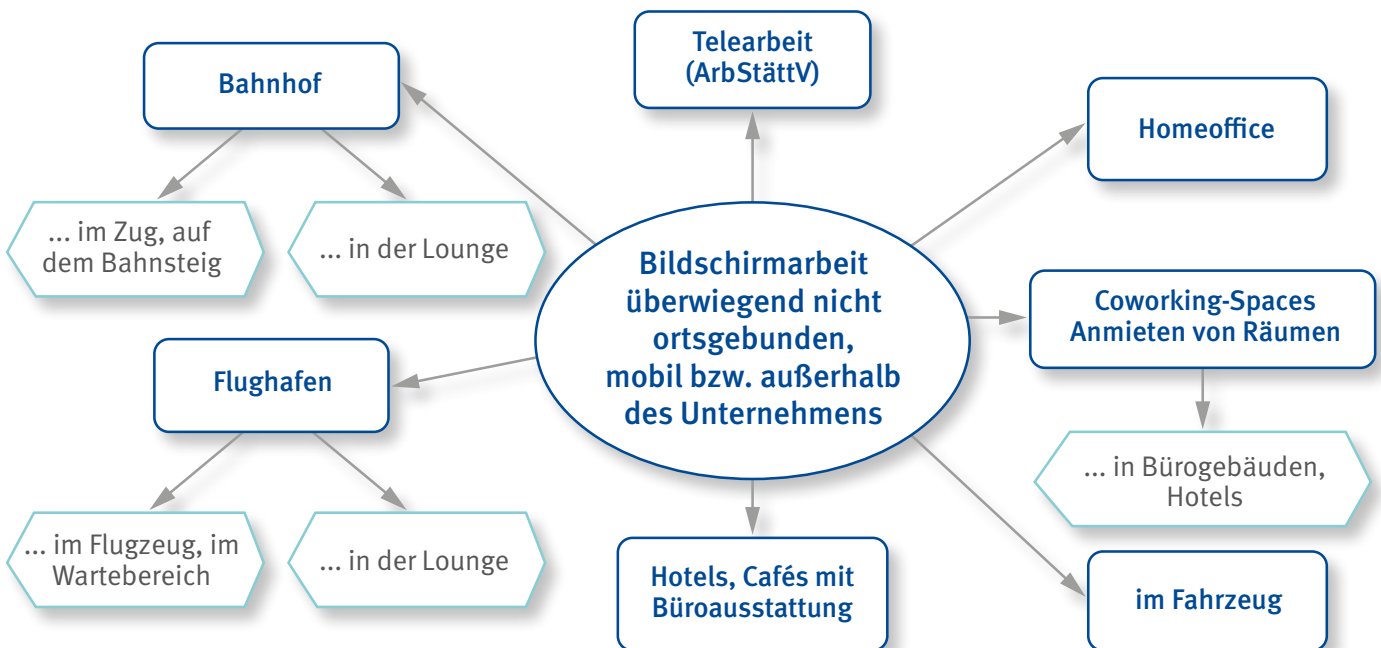 Telearbeit
(ArbStättV)
Bahnhof
Homeoffice
... im Zug, auf
dem Bahnsteig
... in der Lounge
Bildschirmarbeit
überwiegend nicht
ortsgebunden,
mobil bzw. außerhalb
des Unternehmens
Coworking-Spaces
Anmieten von Räumen
Flughafen
... in Bürogebäuden,
Hotels
... im Flugzeug, im
Wartebereich
... in der Lounge
Hotels, Cafés mit
Büroausstattung
im Fahrzeug